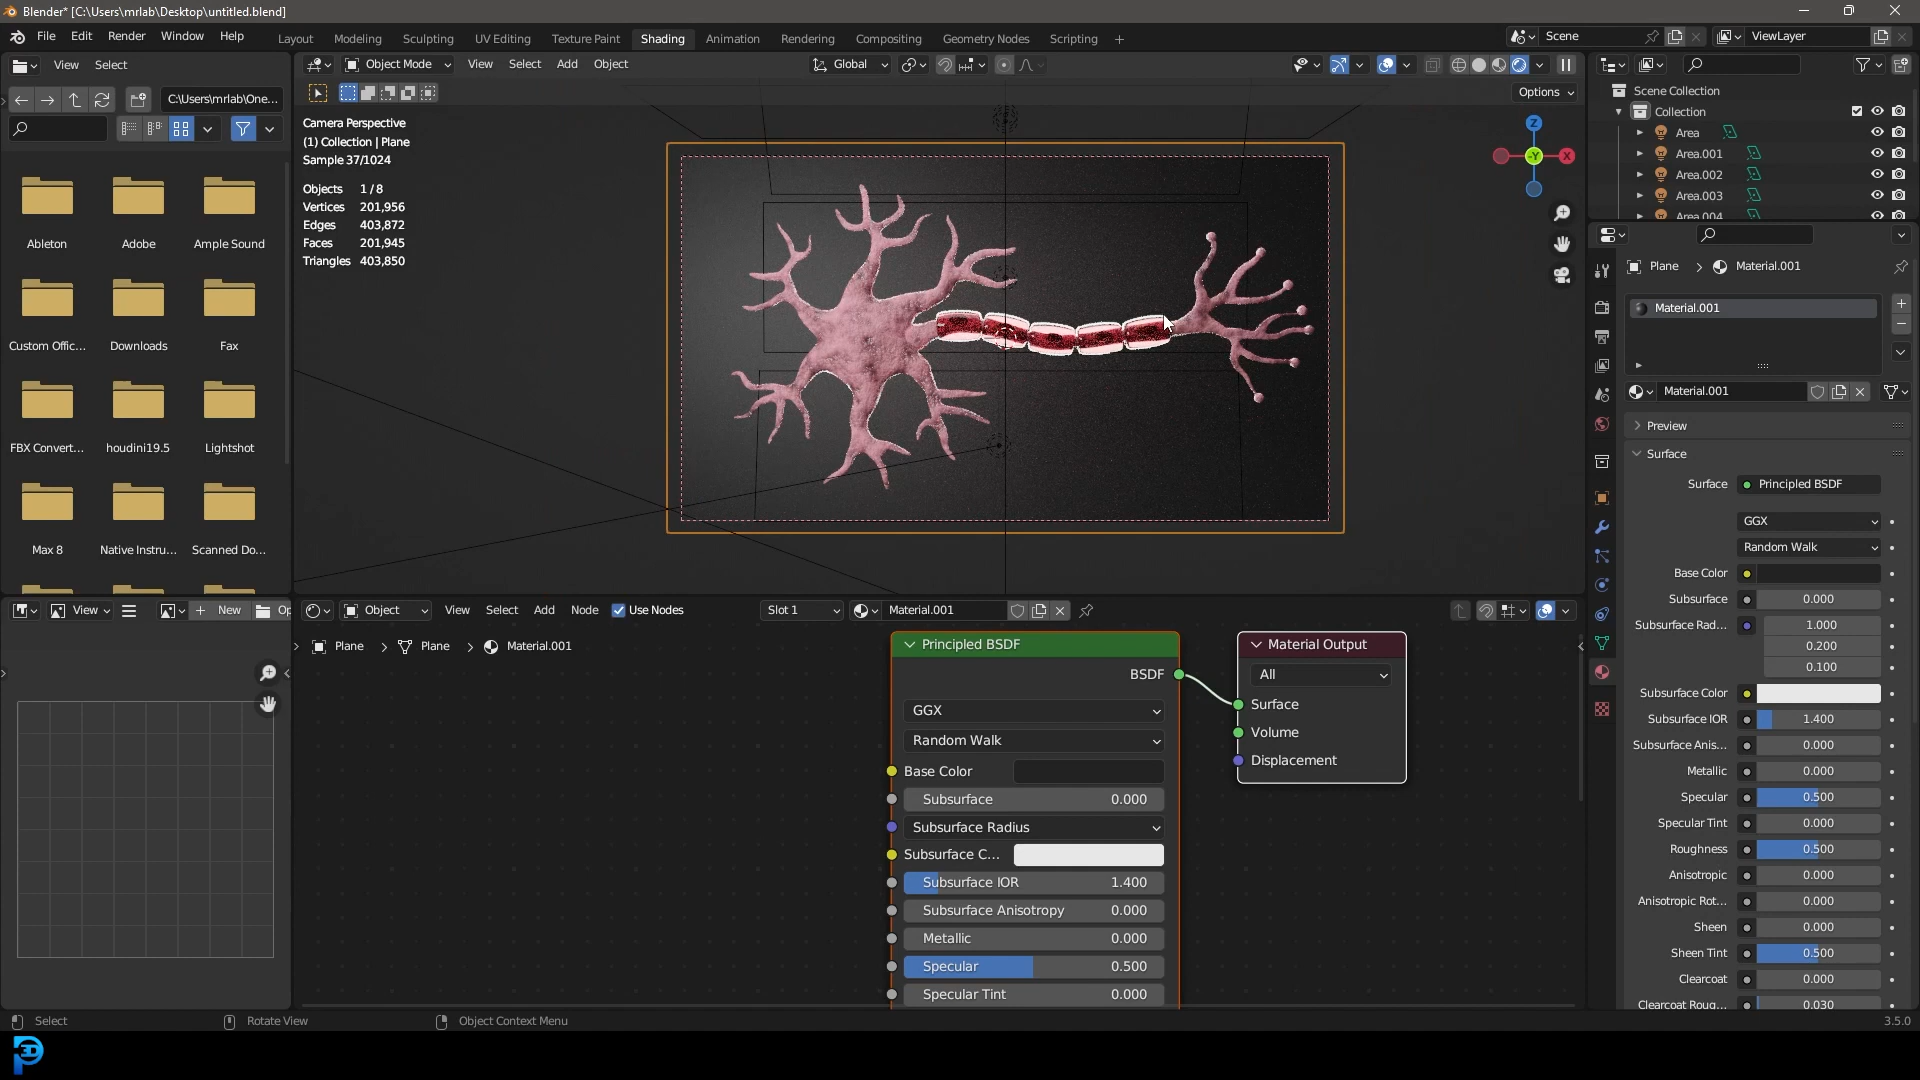 Blender* [C:\Users\mrlab\Desktop\untitled.blend]
File Edit Render Window Help
Layout Modeling Sculpting UV Editing Texture Paint Shading Animation Rendering Compositing Geometry Nodes Scripting +
Scene
ViewLayer
View Select
Object Mode View Select Add Object
Global
C:\Users\mrlab\One...
Options
Ableton Adobe Ample Sound
Custom Offic... Downloads Fax
FBX Convert... houdini19.5 Lightshot
Max 8 Native Instru... Scanned Do...
Camera Perspective
(1) Collection | Plane
Sample 37/1024
Objects 1 / 8
Vertices 201,956
Edges 403,872
Faces 201,945
Triangles 403,850
Z
-Y
X
Scene Collection
Collection
Area
Area.001
Area.002
Area.003
Area.004
Plane > Material.001
Material.001
Material.001
Preview
Surface
Surface Principled BSDF
GGX
Random Walk
Base Color
Subsurface 0.000
Subsurface Rad... 1.000
0.200
0.100
Subsurface Color
Subsurface IOR 1.400
Subsurface Anis... 0.000
Metallic 0.000
Specular 0.500
Specular Tint 0.000
Roughness 0.500
Anisotropic 0.000
Anisotropic Rot... 0.000
Sheen 0.000
Sheen Tint 0.500
Clearcoat 0.000
Clearcoat Roug... 0.030
View
New
Op
Object View Select Add Node Use Nodes Slot 1 Material.001
Plane > Plane > Material.001
Principled BSDF
BSDF
GGX
Random Walk
Base Color
Subsurface 0.000
Subsurface Radius
Subsurface C...
Subsurface IOR 1.400
Subsurface Anisotropy 0.000
Metallic 0.000
Specular 0.500
Specular Tint 0.000
Material Output
All
Surface
Volume
Displacement
Select Rotate View Object Context Menu
3.5.0